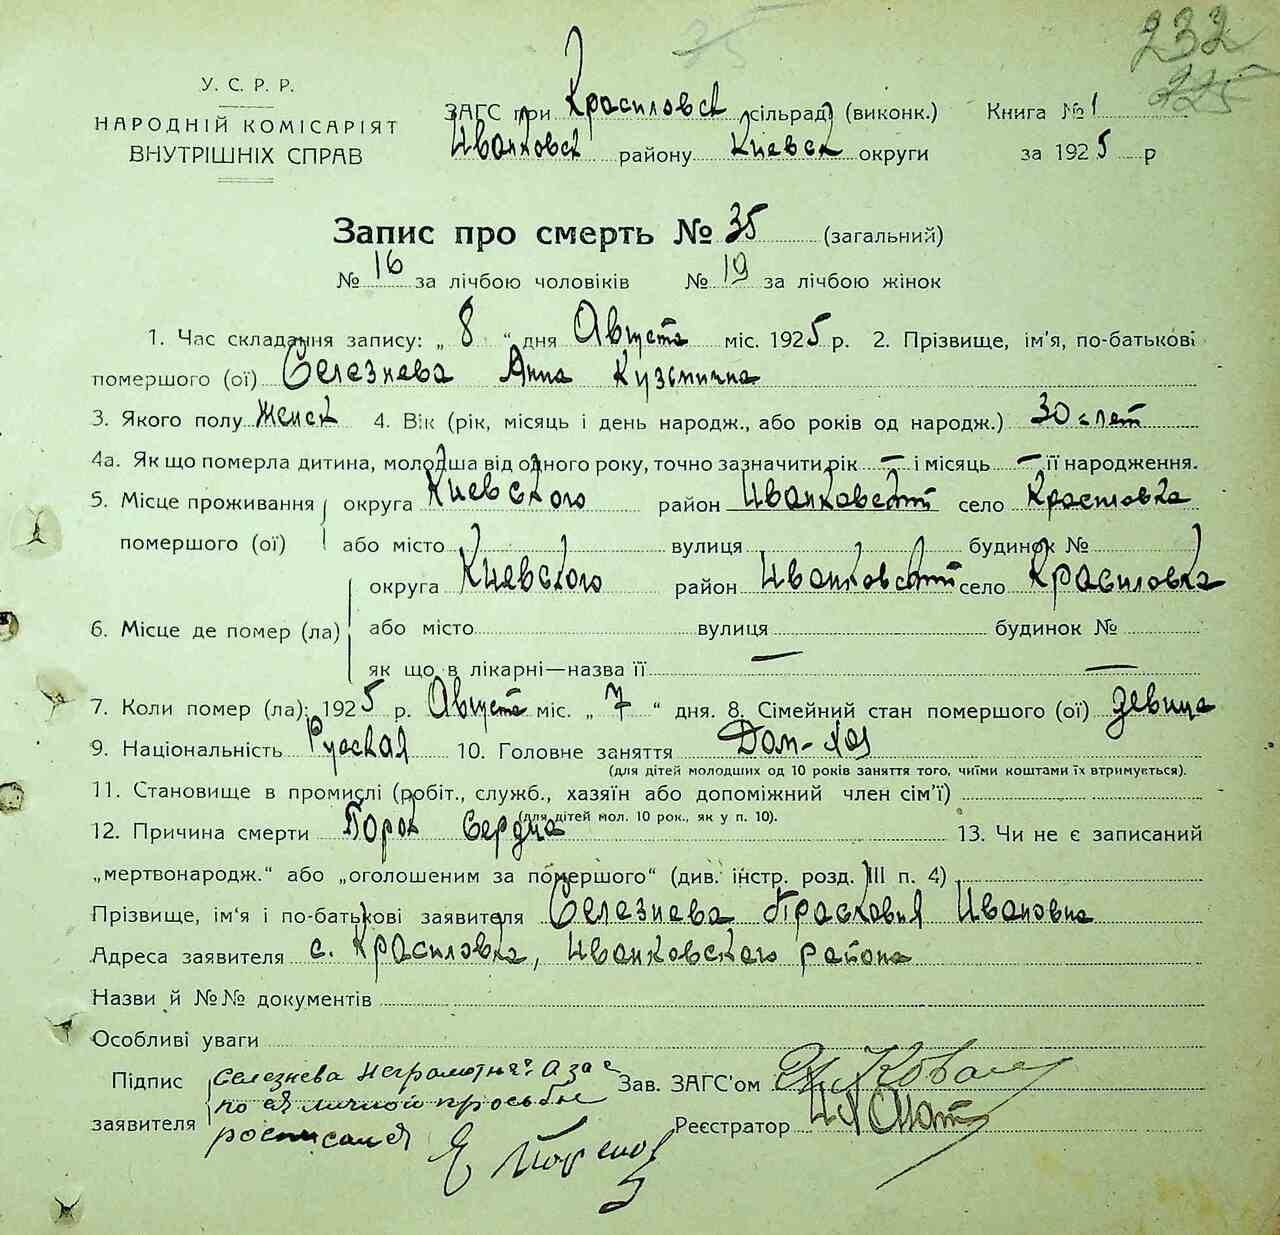 35
232
225
У. С. Р. Р.
НАРОДНІЙ КОМІСАРІЯТ
ВНУТРІШНІХ СПРАВ
ЗАГС при Красиловск сільраді (виконк.) Книга № 1
Иванковск району Киевск округи за 1925 р
Запис про смерть № 35 (загальний)
№ 16 за лічбою чоловіків № 19 за лічбою жінок
1. Час складання запису: „ 8 “ дня Августа міс. 1925 р. 2. Прізвище, ім'я, по-батькові
помершого (ої) Селезнева Анна Кузьминична
3. Якого полу Женск 4. Вік (рік, місяць і день народж., або років од народж.) 30-лет
4а. Як що померла дитина, молодша від одного року, точно зазначити рік — і місяць — її народження.
5. Місце проживання округа Киевского район Иванковский село Красиловка
помершого (ої) або місто вулиця будинок №
округа Киевского район Иванковский село Красиловка
6. Місце де помер (ла) або місто вулиця будинок №
як що в лікарні—назва її — —
7. Коли помер (ла): 1925 р. Августа міс. „ 7 “ дня. 8. Сімейний стан помершого (ої) девица
9. Національність Русская 10. Головне заняття Дом-хоз
(для дітей молодших од 10 років заняття того, чиїми коштами їх втримується).
11. Становище в промислі (робіт., служб., хазяїн або допоміжний член сім'ї)
(для дітей мол. 10 рок., як у п. 10).
12. Причина смерти Порок сердца 13. Чи не є записаний
„мертвонародж.“ або „оголошеним за помершого“ (див. інстр. розд. III п. 4)
Прізвище, ім'я і по-батькові заявителя Селезнева Прасковия Ивановна
Адреса заявителя с. Красиловка, Иванковского района
Назви й №№ документів
Особливі уваги
Підпис Селезнева неграмотная а за ея Зав. ЗАГС'ом
по ея личной просьбе
заявителя росписался Реєстратор